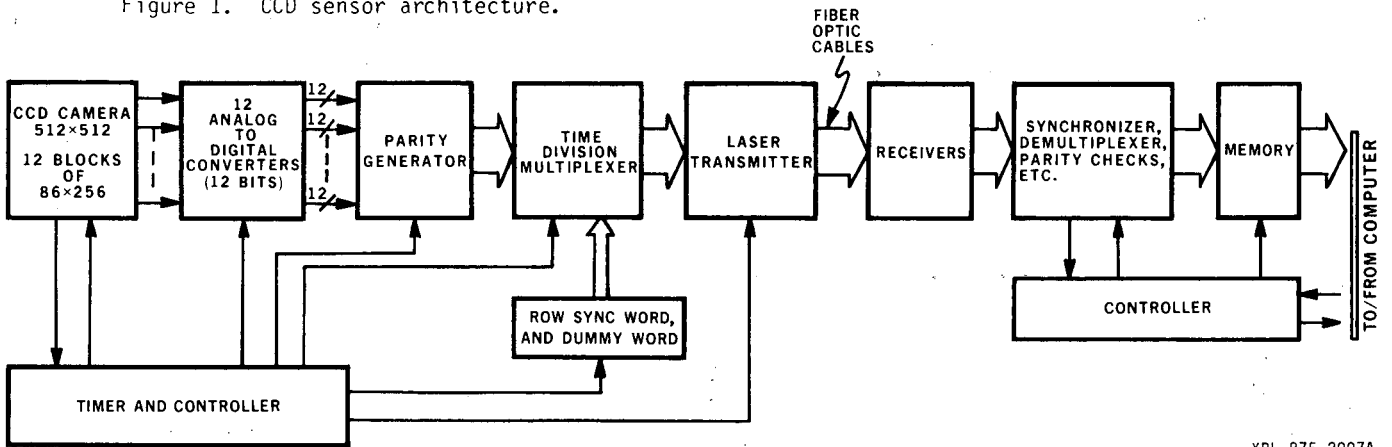 Figure 1. CCD sensor architecture.
FIBER
OPTIC
CABLES
CCD CAMERA
512×512
12 BLOCKS
OF
86×256
12
ANALOG
TO
DIGITAL
CONVERTERS
(12 BITS)
12
12
12
PARITY
GENERATOR
TIME
DIVISION
MULTIPLEXER
LASER
TRANSMITTER
RECEIVERS
SYNCHRONIZER,
DEMULTIPLEXER,
PARITY CHECKS,
ETC.
MEMORY
TO/FROM COMPUTER
ROW SYNC WORD,
AND DUMMY WORD
CONTROLLER
TIMER AND CONTROLLER